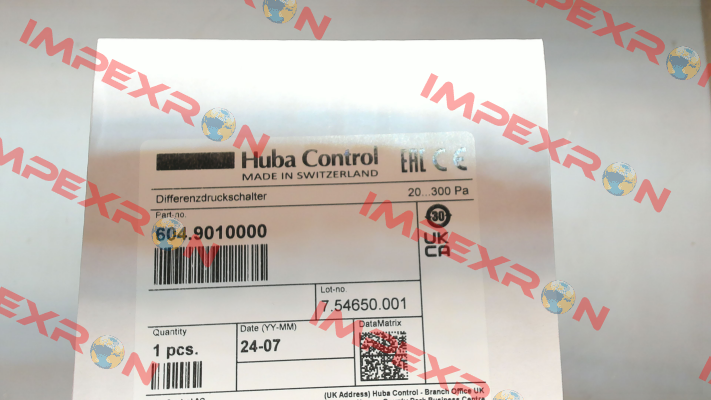 Huba Control
MADE IN SWITZERLAND
EAC CE
Differenzdruckschalter 20...300 Pa
Part-no.
604.9010000
30
UK
CA
Lot-no.
7.54650.001
Quantity
1 pcs.
Date (YY-MM)
24-07
DataMatrix
(UK Address) Huba Control - Branch Office UK
IMPEXRON
IMPEXRON
IMPEXRON
IMPEXRON
IMPEXRON
IMPEXRON